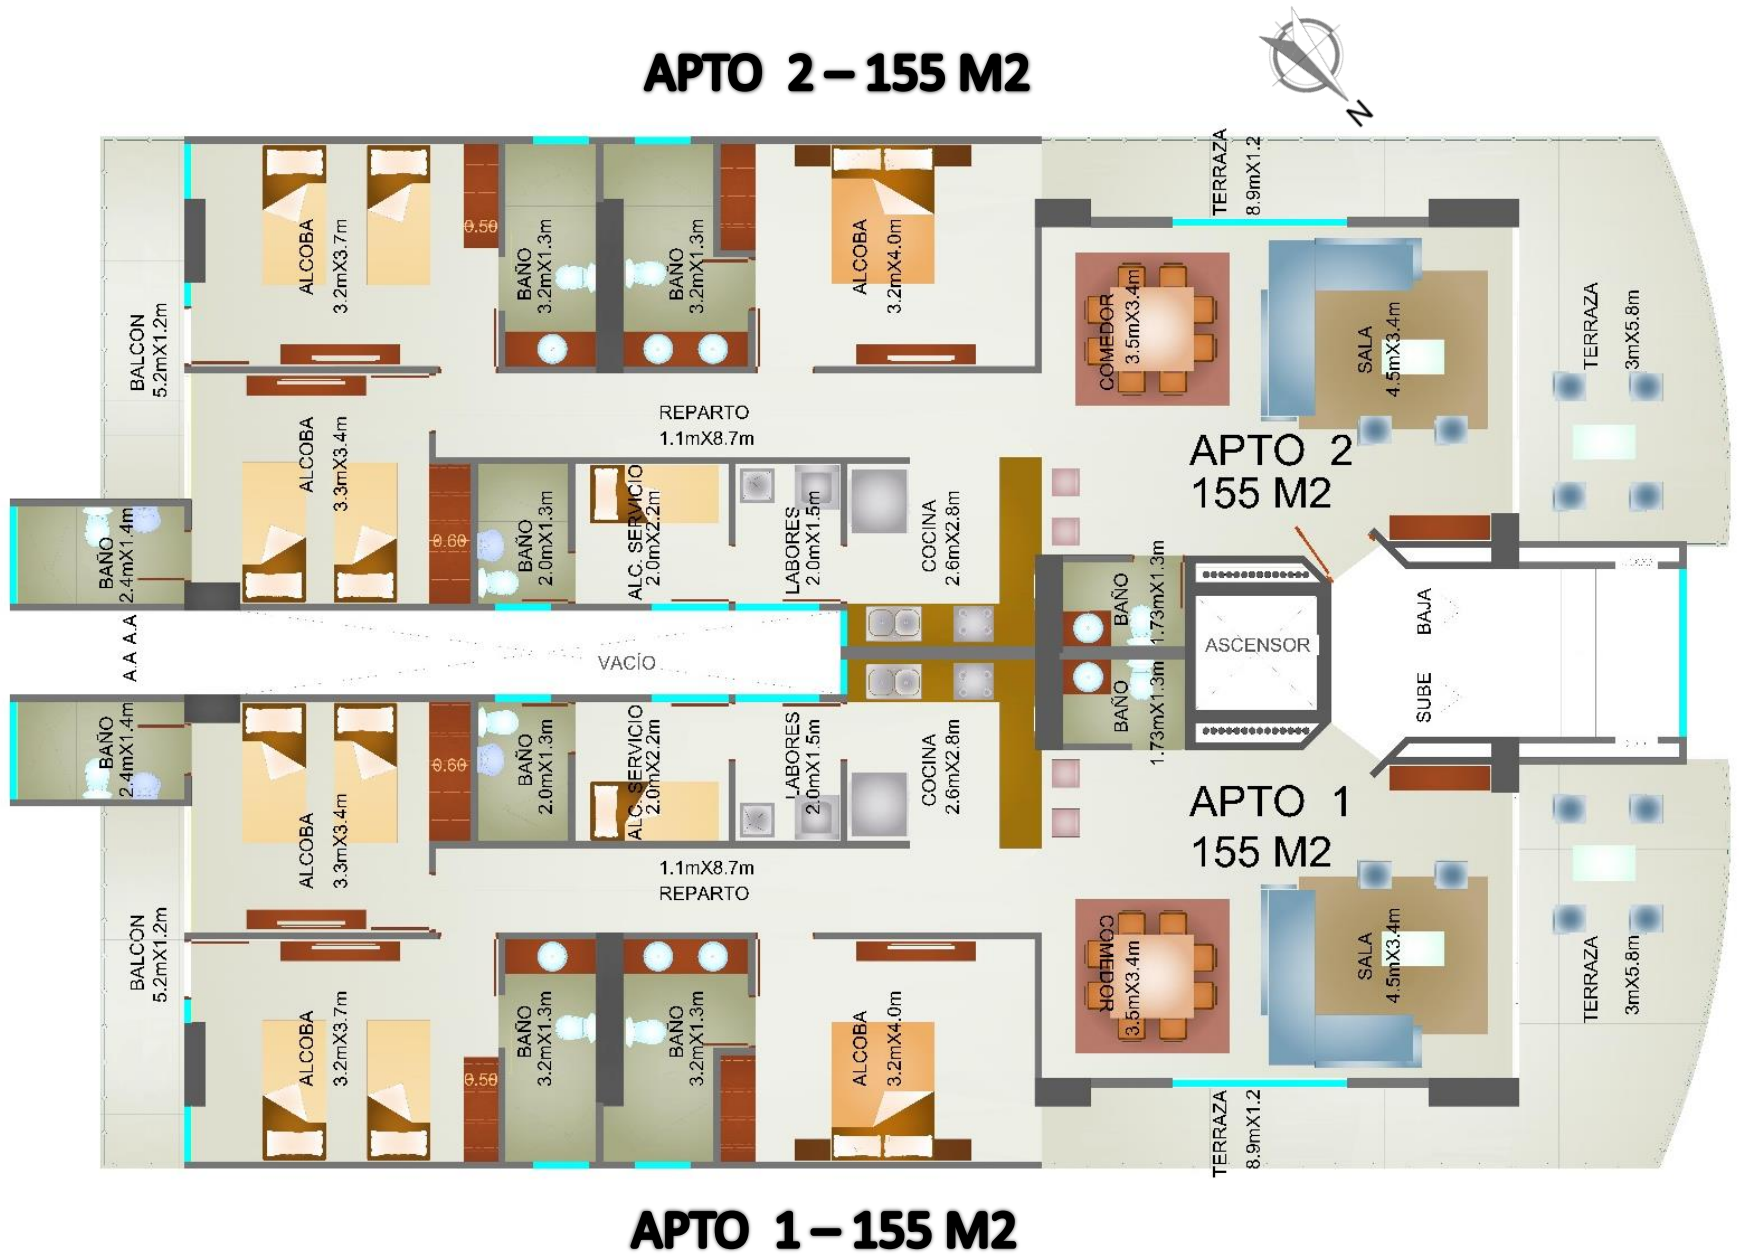 APTO 2 – 155 M2
N
TERRAZA
8.9mX1.2
ALCOBA
3.2mX3.7m
0.50
BAÑO
3.2mX1.3m
BAÑO
3.2mX1.3m
ALCOBA
3.2mX4.0m
COMEDOR
3.5mX3.4m
SALA
4.5mX3.4m
TERRAZA
3mX5.8m
BALCON
5.2mX1.2m
REPARTO
1.1mX8.7m
ALCOBA
3.3mX3.4m
0.60
APTO 2
155 M2
BAÑO
2.4mX1.4m
BAÑO
2.0mX1.3m
ALC. SERVICIO
2.0mX2.2m
LABORES
2.0mX1.5m
COCINA
2.6mX2.8m
BAÑO
1.73mX1.3m
A.A A.A
VACÍO
ASCENSOR
BAJA
SUBE
BAÑO
1.73mX1.3m
BAÑO
2.4mX1.4m
0.60
BAÑO
2.0mX1.3m
ALC. SERVICIO
2.0mX2.2m
LABORES
2.0mX1.5m
COCINA
2.6mX2.8m
APTO 1
155 M2
ALCOBA
3.3mX3.4m
1.1mX8.7m
REPARTO
BALCON
5.2mX1.2m
COMEDOR
3.5mX3.4m
SALA
4.5mX3.4m
TERRAZA
3mX5.8m
ALCOBA
3.2mX3.7m
0.50
BAÑO
3.2mX1.3m
BAÑO
3.2mX1.3m
ALCOBA
3.2mX4.0m
TERRAZA
8.9mX1.2
APTO 1 – 155 M2